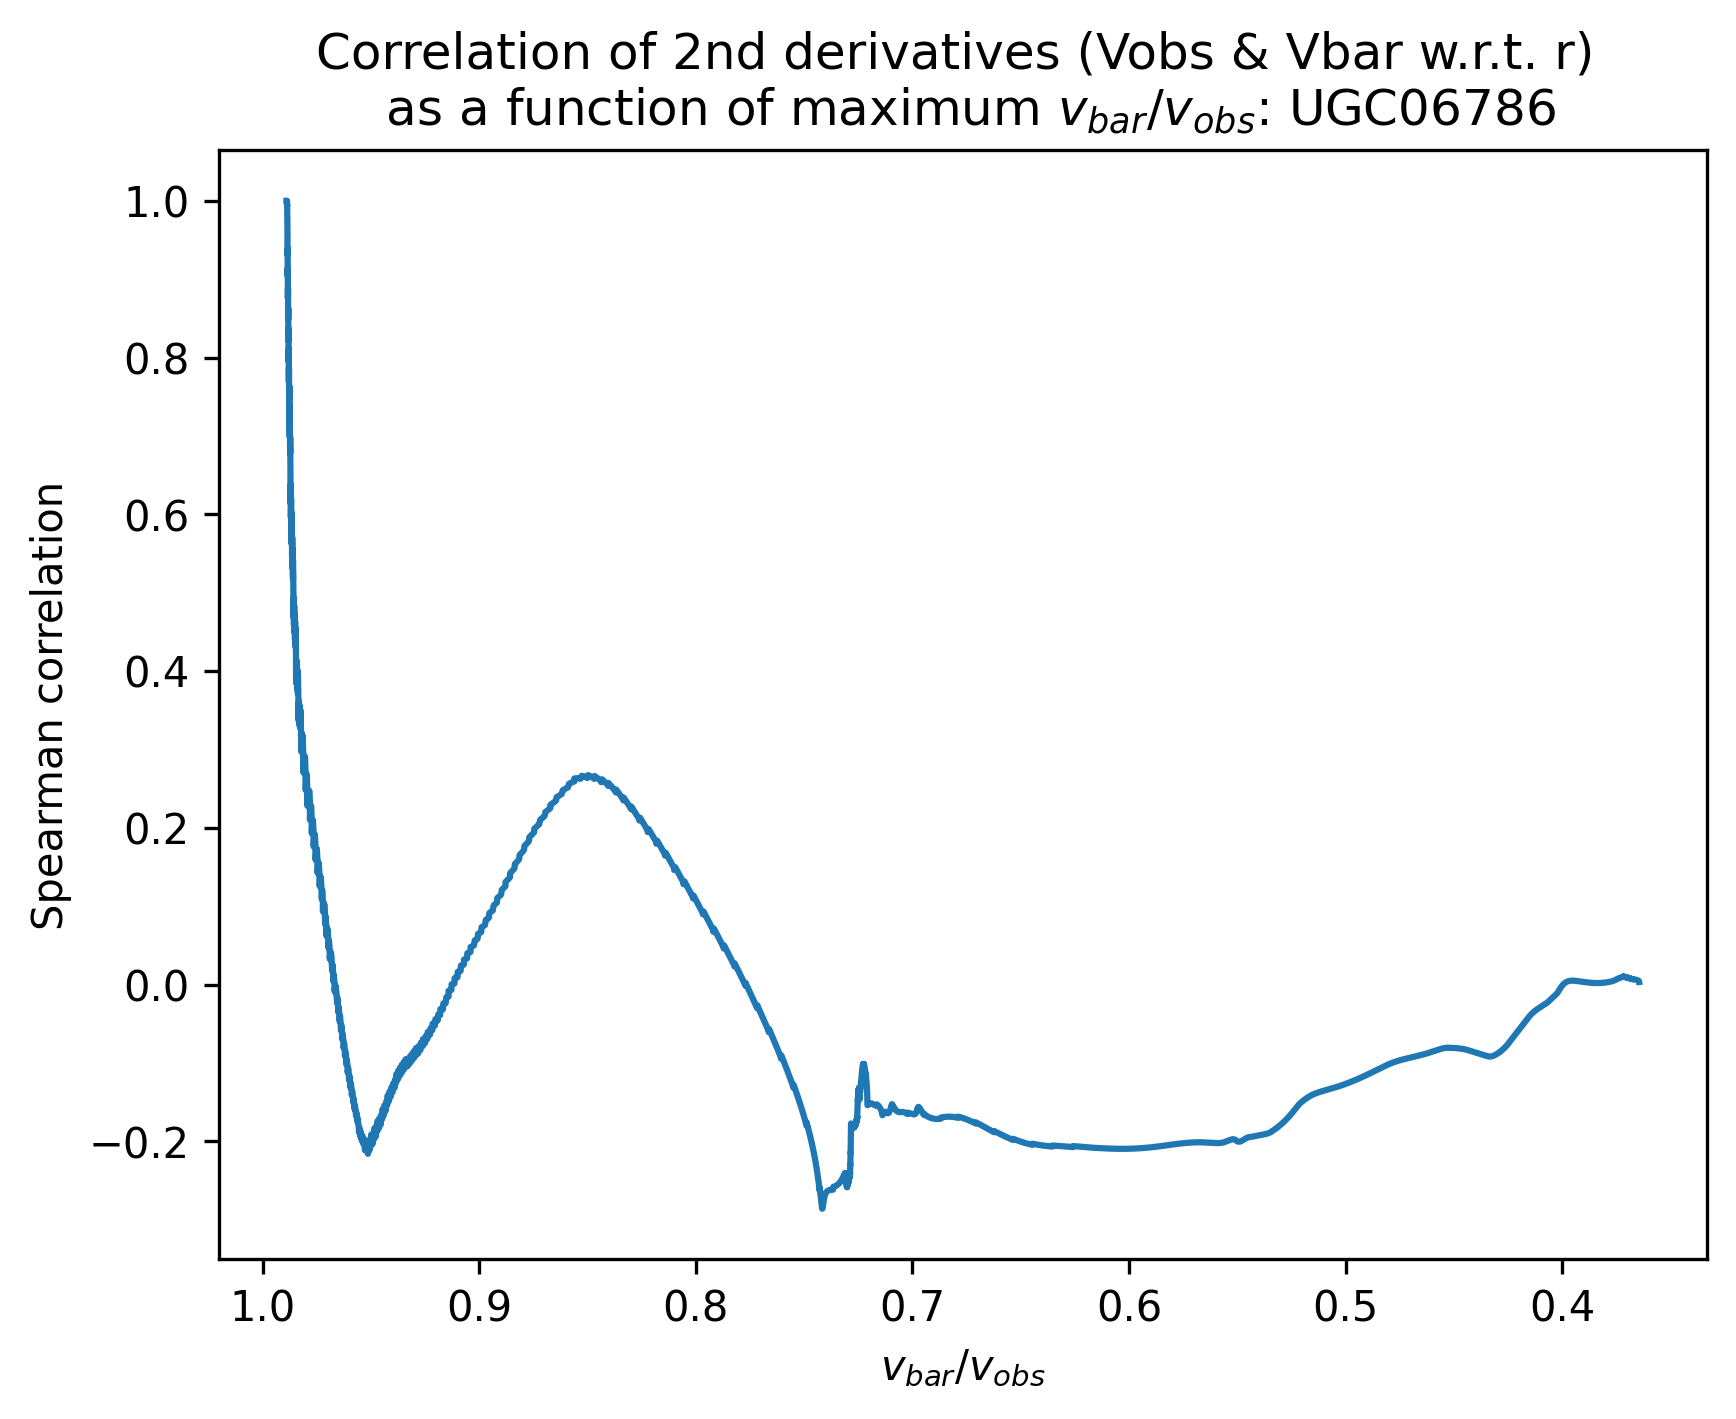 Correlation of 2nd derivatives (Vobs & Vbar w.r.t. r)
as a function of maximum v_bar/v_obs: UGC06786
1.0
0.8
0.6
0.4
0.2
0.0
−0.2
Spearman correlation
1.0 0.9 0.8 0.7 0.6 0.5 0.4
v_bar/v_obs